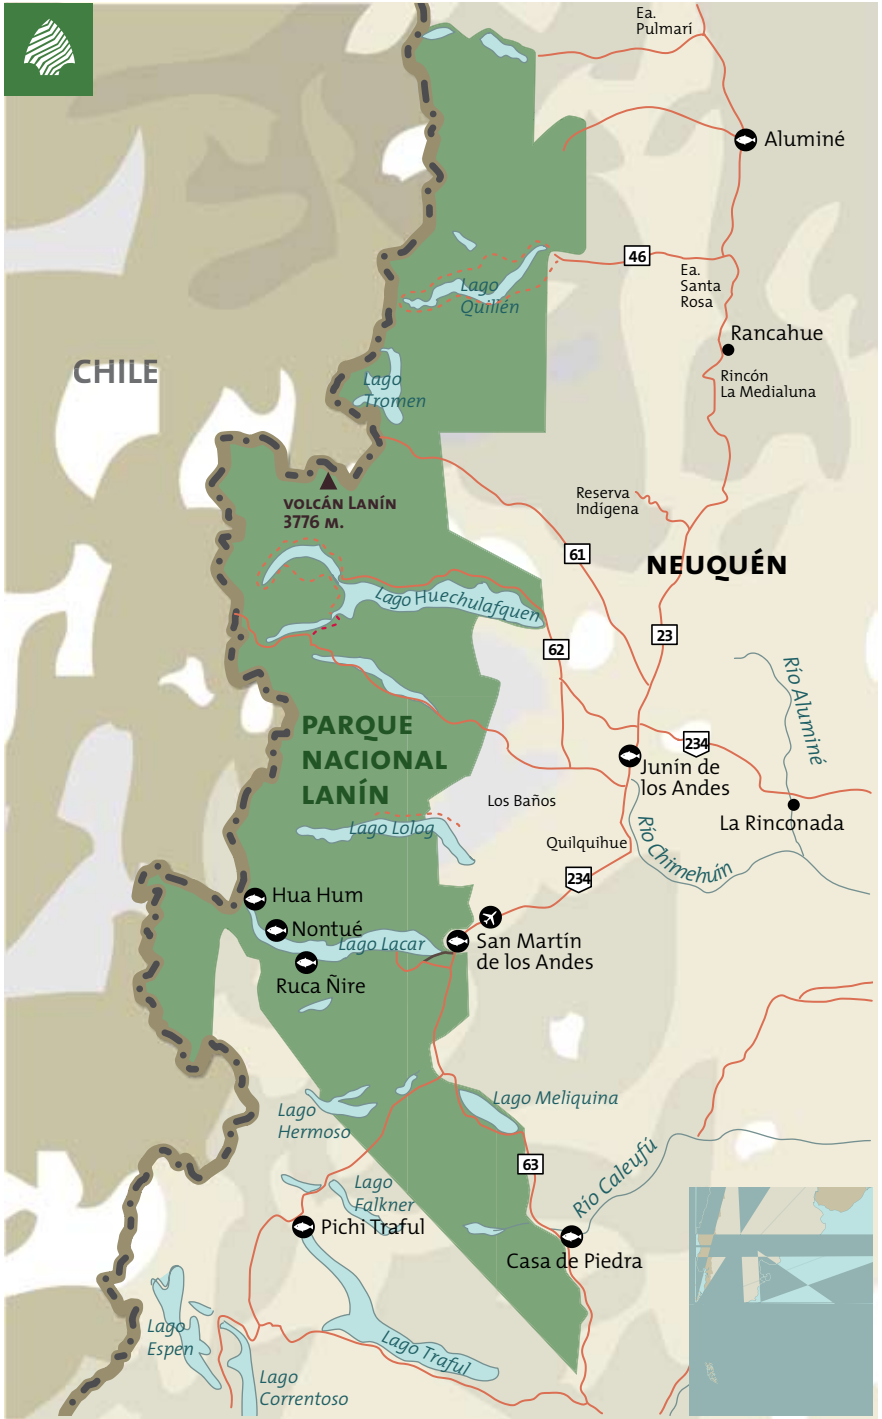 Ea.
Pulmarí
Aluminé
46
Ea.
Santa
Rosa
Lago
Quilién
Rancahue
CHILE
Lago
Tromen
Rincón
La Medialuna
VOLCÁN LANÍN
3776 M.
Reserva
Indígena
61
NEUQUÉN
Lago Huechulafquen
62
23
Río Aluminé
PARQUE
NACIONAL
LANÍN
234
Junín de
los Andes
Los Baños
La Rinconada
Lago Lolog
Quilquihue
Río Chimehuín
234
Hua Hum
Nontué
Lago Lacar
San Martín
de los Andes
Ruca Ñire
Lago
Hermoso
Lago Meliquina
63
Río Caleufú
Lago
Falkner
Pichi Traful
Casa de Piedra
Lago
Espen
Lago Traful
Lago
Correntoso